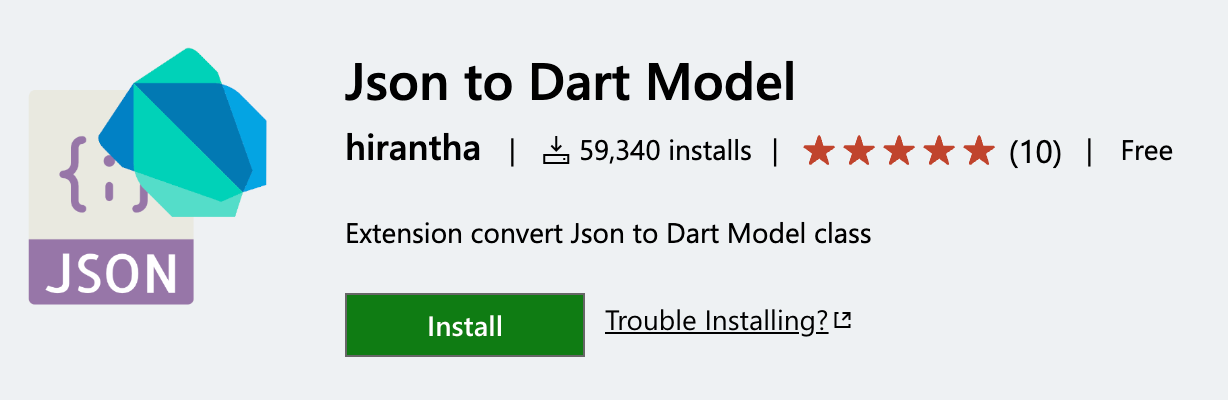 Json to Dart Model
hirantha | 59,340 installs | (10) | Free
Extension convert Json to Dart Model class
Install Trouble Installing?
{;}
JSON